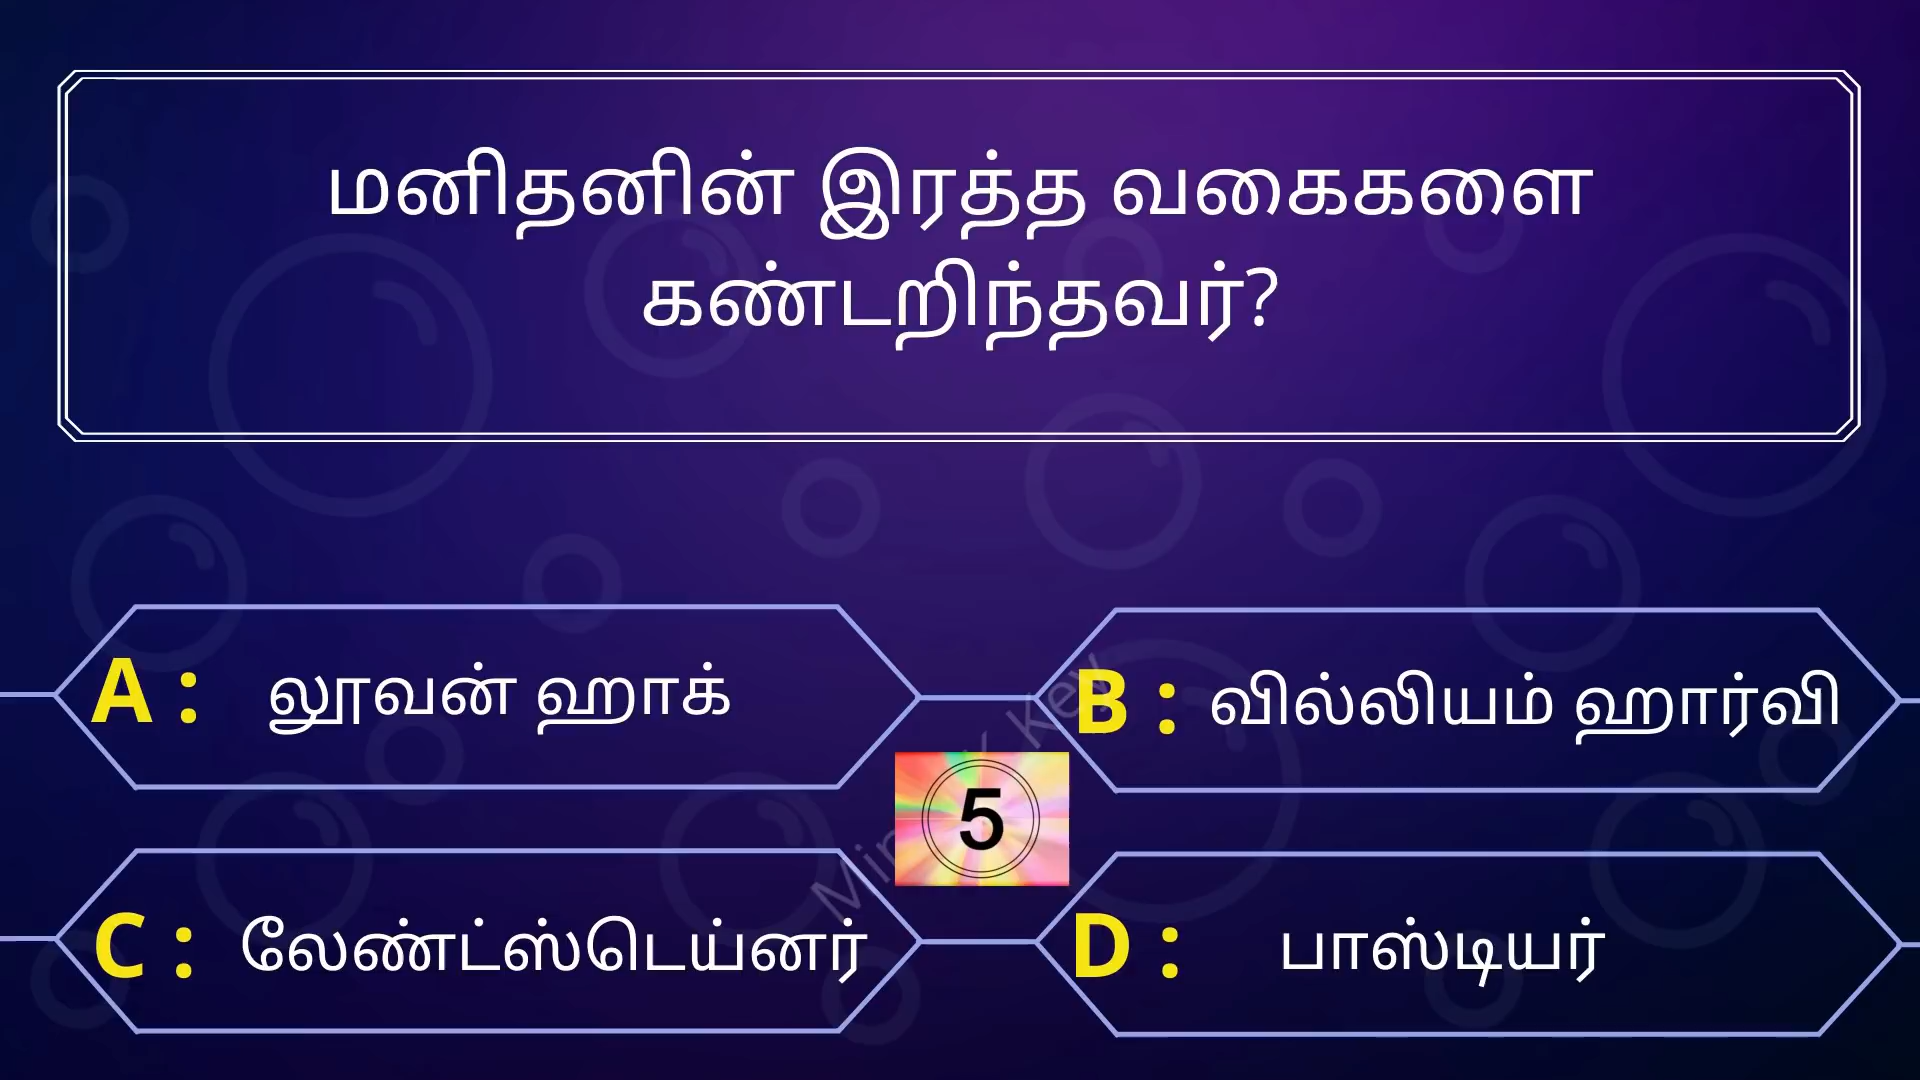 மனிதனின் இரத்த வகைகளை
கண்டறிந்தவர்?
A : லூவன் ஹாக்
B : வில்லியம் ஹார்வி
5
C : லேண்ட்ஸ்டெய்னர்
D : பாஸ்டியர்